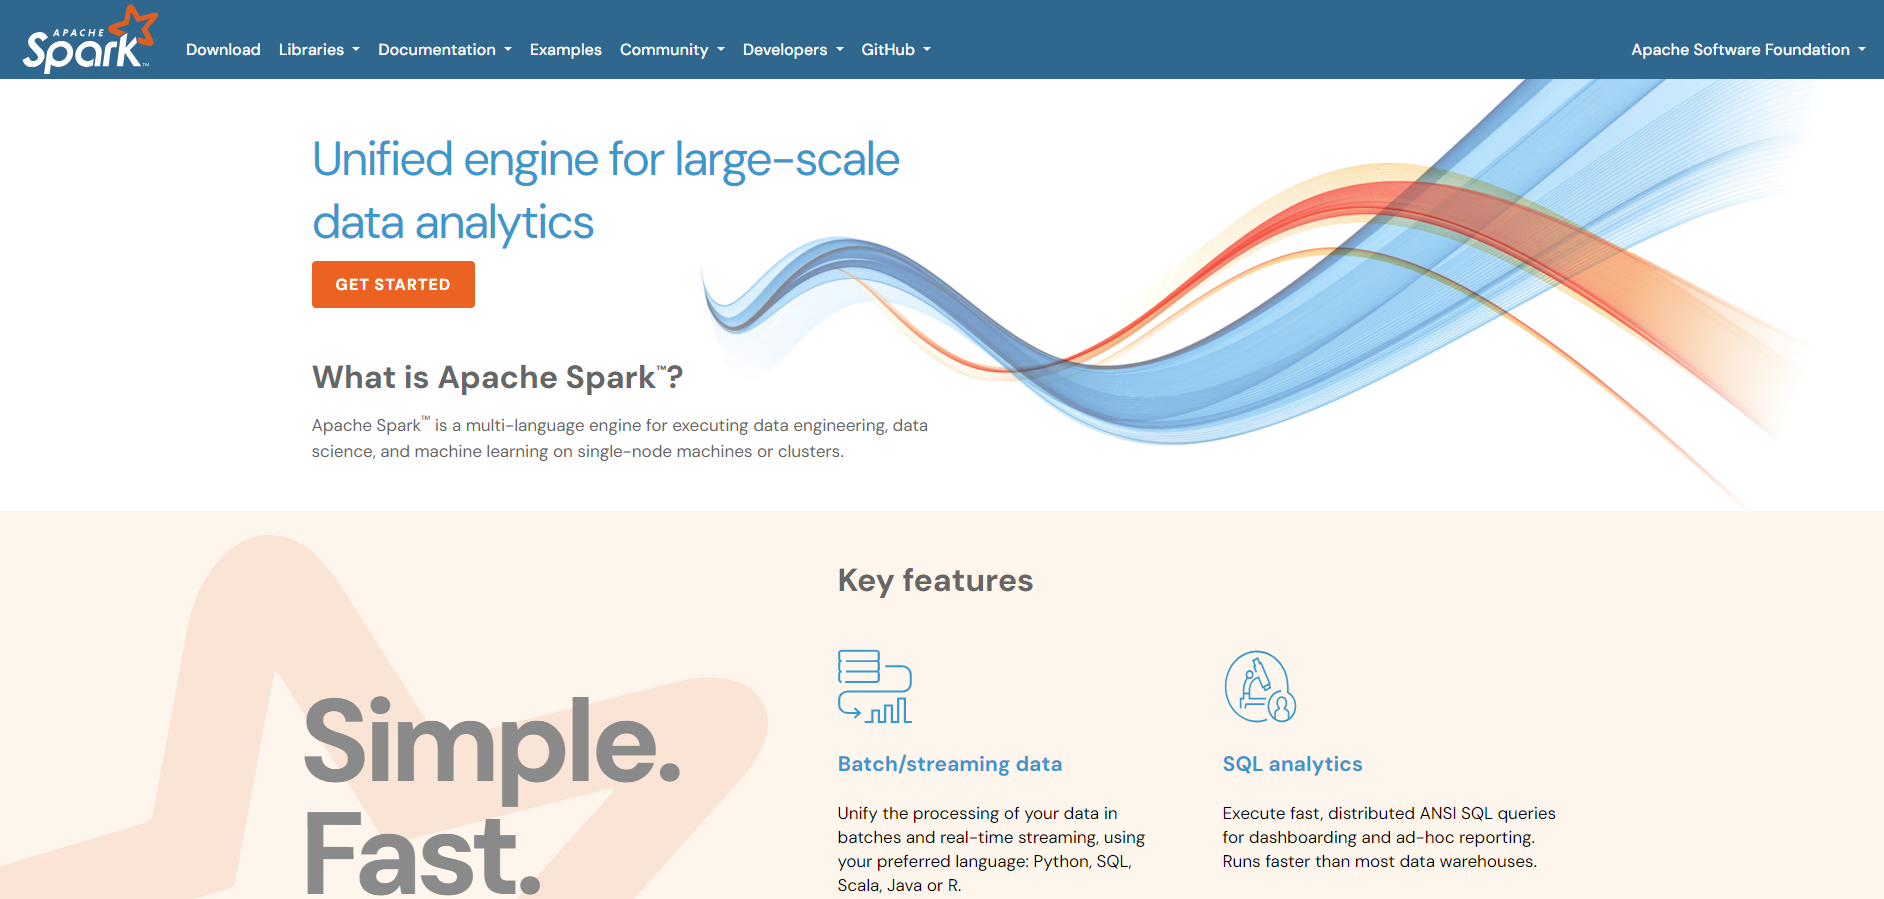 APACHE
Spark™
Download Libraries Documentation Examples Community Developers GitHub Apache Software Foundation
Unified engine for large-scale
data analytics
GET STARTED
What is Apache Spark™?
Apache Spark™ is a multi-language engine for executing data engineering, data
science, and machine learning on single-node machines or clusters.
Simple.
Fast.
Key features
Batch/streaming data
Unify the processing of your data in
batches and real-time streaming, using
your preferred language: Python, SQL,
Scala, Java or R.
SQL analytics
Execute fast, distributed ANSI SQL queries
for dashboarding and ad-hoc reporting.
Runs faster than most data warehouses.